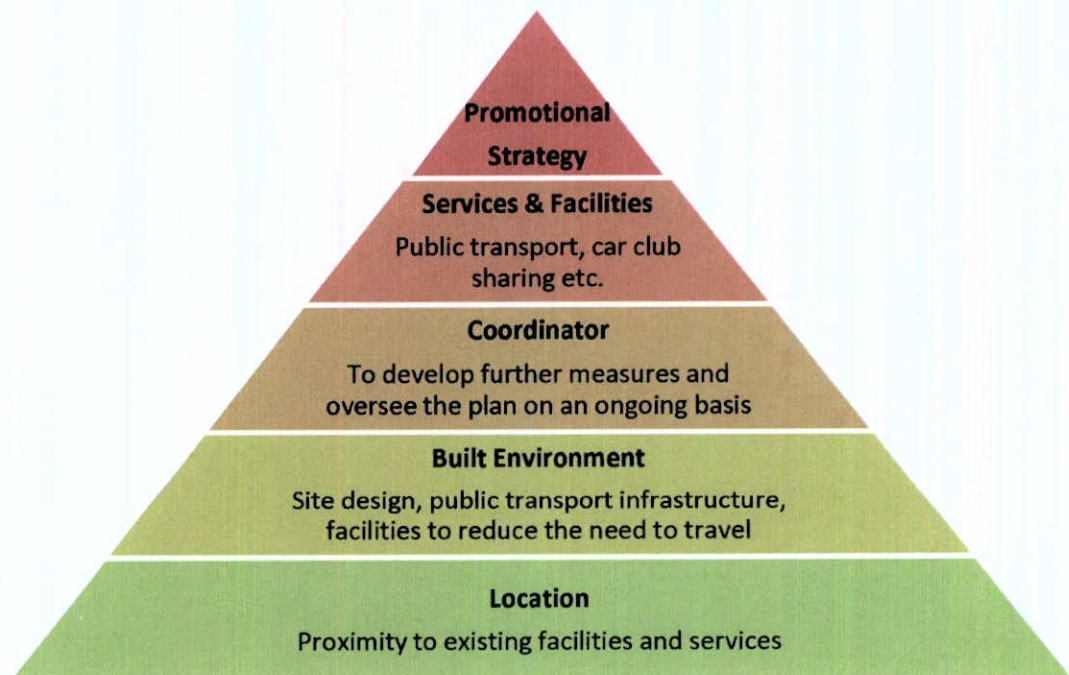 Promotional
Strategy
Services & Facilities
Public transport, car club
sharing etc.
Coordinator
To develop further measures and
oversee the plan on an ongoing basis
Built Environment
Site design, public transport infrastructure,
facilities to reduce the need to travel
Location
Proximity to existing facilities and services